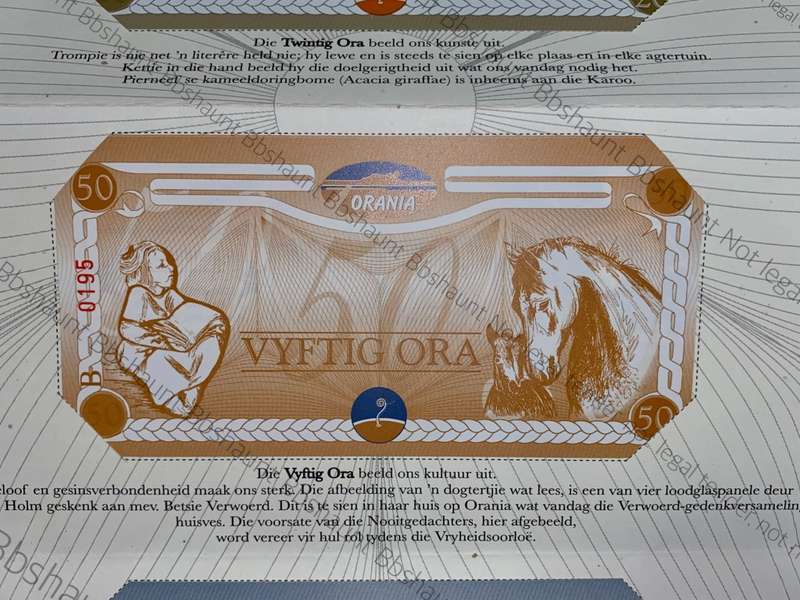 Die Twintig Ora beeld ons kunste uit.
Trompie is nie net 'n literêre held nie; hy lewe en is steeds te sien op elke plaas en in elke agtertuin.
Kettie in die hand beeld hy die doelgerigtheid uit wat ons vandag nodig het.
Pierneef se kameeldoringbome (Acacia giraffae) is inheems aan die Karoo.
50
ORANIA
50
0195
B
VYFTIG ORA
50
50
Die Vyftig Ora beeld ons kultuur uit.
eloof en gesinsverbondenheid maak ons sterk. Die afbeelding van 'n dogtertjie wat lees, is een van vier loodglaspanele deur
Holm geskenk aan mev. Betsie Verwoerd. Dit is te sien in haar huis op Orania wat vandag die Verwoerd-gedenkversameling
huisves. Die voorsate van die Nooitgedachters, hier afgebeeld,
word vereer vir hul rol tydens die Vryheidsoorloë.
Bbshaunt Not legal tender, not m